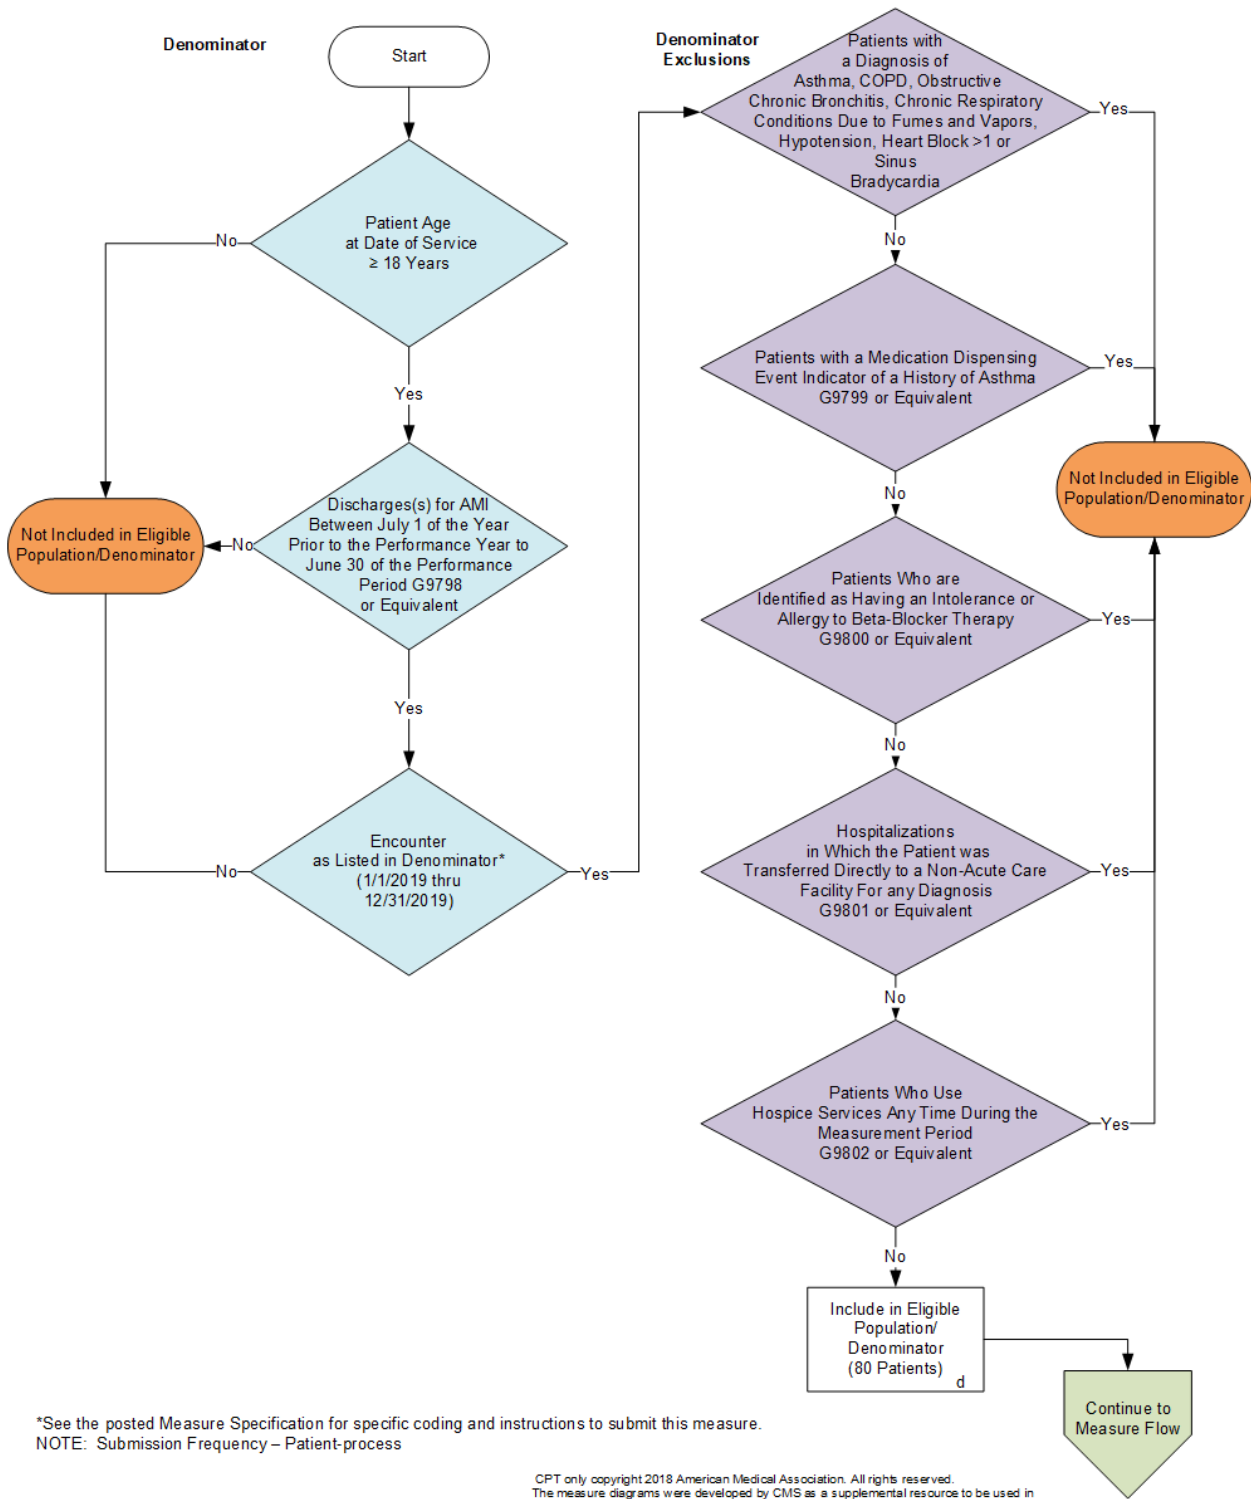 Denominator
Start
Patient Age
at Date of Service
≥ 18 Years
No
Yes
Discharges(s) for AMI
Between July 1 of the Year
Prior to the Performance Year to
June 30 of the Performance
Period G9798
or Equivalent
No
Not Included in Eligible
Population/Denominator
Yes
Encounter
as Listed in Denominator*
(1/1/2019 thru
12/31/2019)
No
Yes
Denominator
Exclusions
Patients with
a Diagnosis of
Asthma, COPD, Obstructive
Chronic Bronchitis, Chronic Respiratory
Conditions Due to Fumes and Vapors,
Hypotension, Heart Block >1 or
Sinus
Bradycardia
Yes
No
Patients with a Medication Dispensing
Event Indicator of a History of Asthma
G9799 or Equivalent
Yes
Not Included in Eligible
Population/Denominator
No
Patients Who are
Identified as Having an Intolerance or
Allergy to Beta-Blocker Therapy
G9800 or Equivalent
Yes
No
Hospitalizations
in Which the Patient was
Transferred Directly to a Non-Acute Care
Facility For any Diagnosis
G9801 or Equivalent
Yes
No
Patients Who Use
Hospice Services Any Time During the
Measurement Period
G9802 or Equivalent
Yes
No
Include in Eligible
Population/
Denominator
(80 Patients)
d
Continue to
Measure Flow
*See the posted Measure Specification for specific coding and instructions to submit this measure.
NOTE: Submission Frequency – Patient-process
CPT only copyright 2018 American Medical Association. All rights reserved.
The measure diagrams were developed by CMS as a supplemental resource to be used in